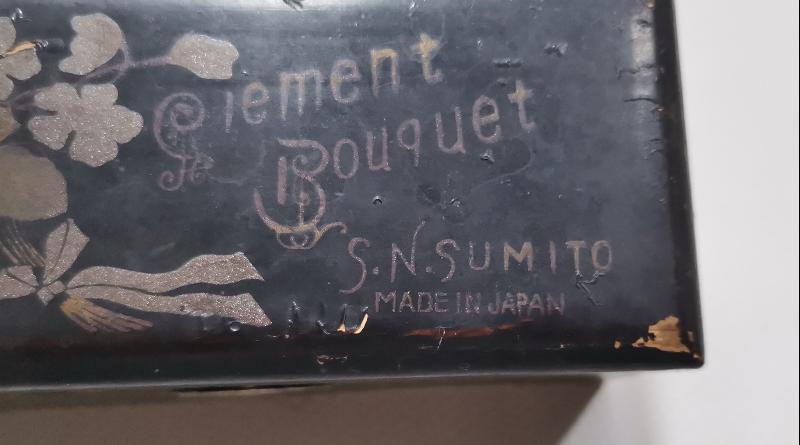 Clement
Bouquet
S.N.SUMITO
MADE IN JAPAN